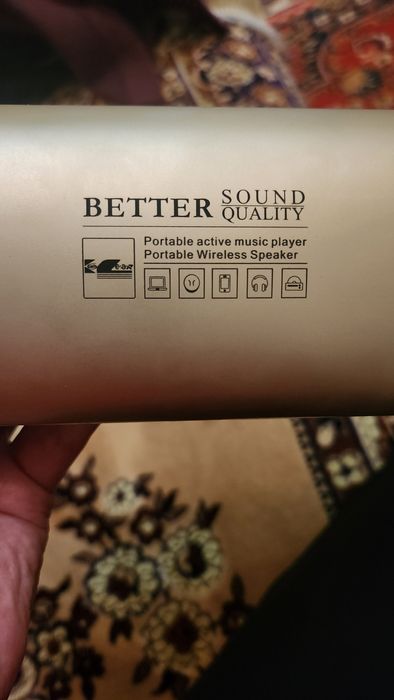 BETTER SOUND QUALITY
Portable active music player
Portable Wireless Speaker